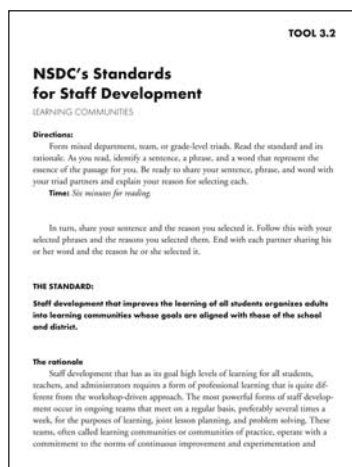 TOOL 3.2
NSDC's Standards
for Staff Development
LEARNING COMMUNITIES
Directions:
Form mixed department, team, or grade-level triads. Read the standard and its
rationale. As you read, identify a sentence, a phrase, and a word that represent the
essence of the passage for you. Be ready to share your sentence, phrase, and word with
your triad partners and explain your reason for selecting each.
Time: Six minutes for reading.
In turn, share your sentence and the reason you selected it. Follow this with your
selected phrases and the reasons you selected them. End with each partner sharing his
or her word and the reason he or she selected it.
THE STANDARD:
Staff development that improves the learning of all students organizes adults
into learning communities whose goals are aligned with those of the school
and district.
The rationale
Staff development that has as its goal high levels of learning for all students,
teachers, and administrators requires a form of professional learning that is quite dif-
ferent from the workshop-driven approach. The most powerful forms of staff develop-
ment occur in ongoing teams that meet on a regular basis, preferably several times a
week, for the purposes of learning, joint lesson planning, and problem solving. These
teams, often called learning communities or communities of practice, operate with a
commitment to the norms of continuous improvement and experimentation and